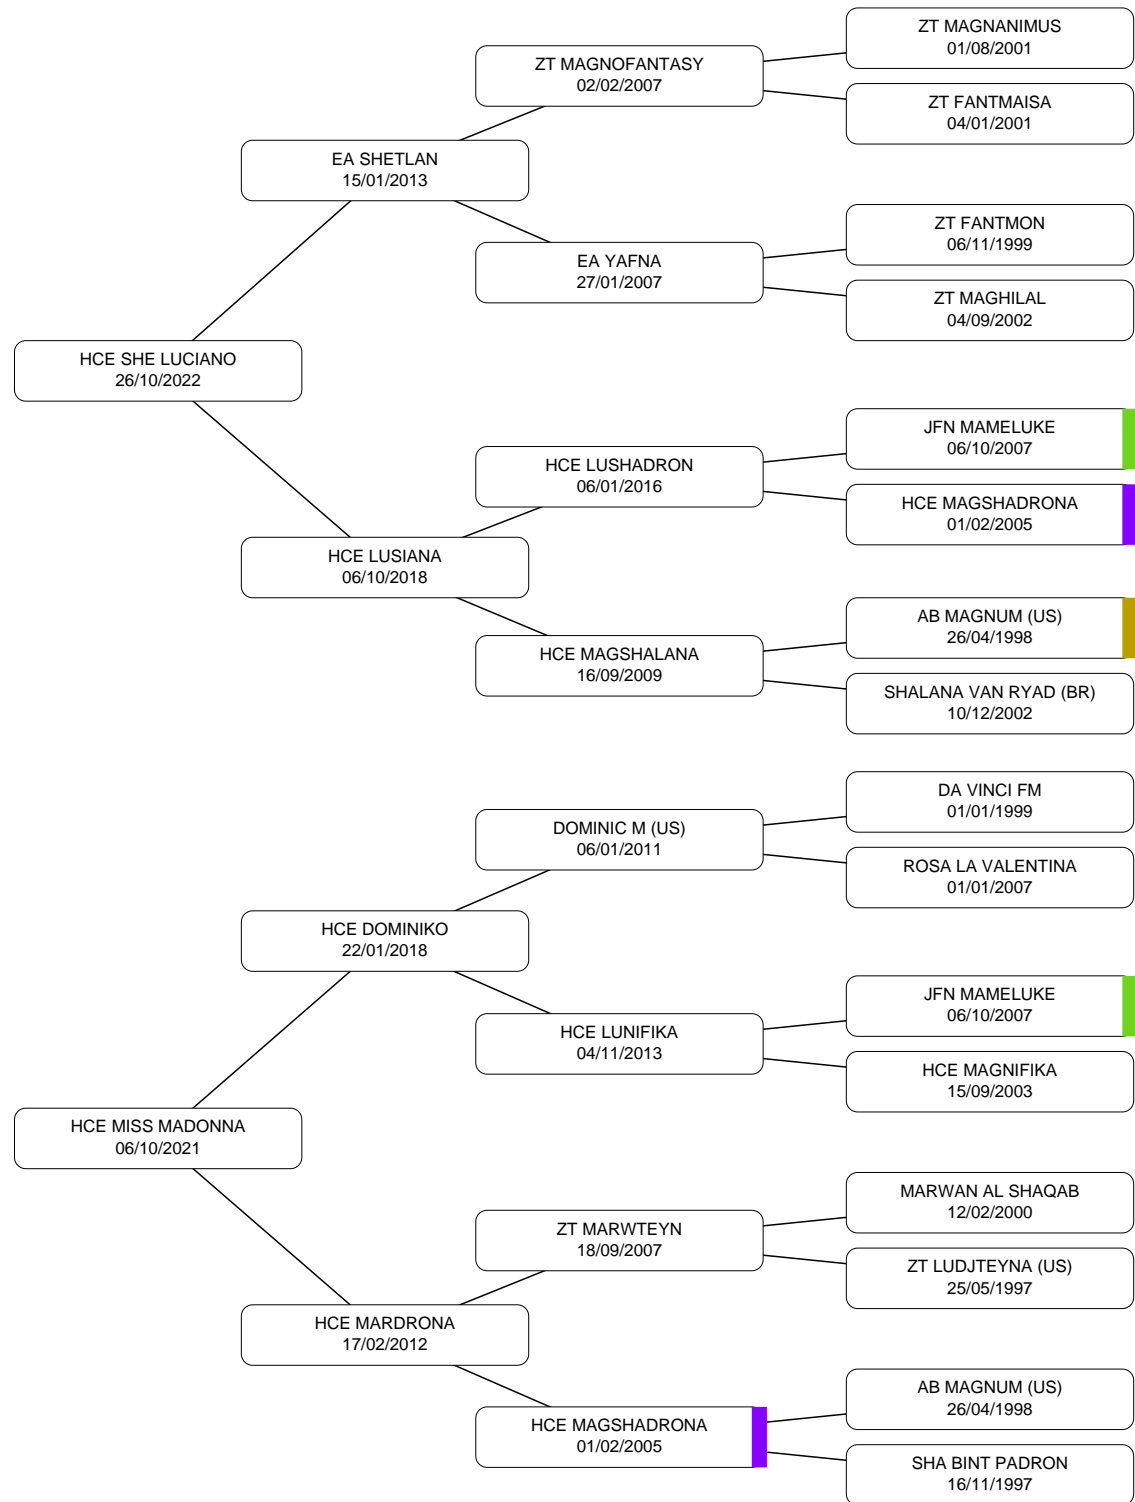 ZT MAGNANIMUS
01/08/2001
ZT MAGNOFANTASY
02/02/2007
ZT FANTMAISA
04/01/2001
EA SHETLAN
15/01/2013
ZT FANTMON
06/11/1999
EA YAFNA
27/01/2007
ZT MAGHILAL
04/09/2002
HCE SHE LUCIANO
26/10/2022
JFN MAMELUKE
06/10/2007
HCE LUSHADRON
06/01/2016
HCE MAGSHADRONA
01/02/2005
HCE LUSIANA
06/10/2018
AB MAGNUM (US)
26/04/1998
HCE MAGSHALANA
16/09/2009
SHALANA VAN RYAD (BR)
10/12/2002
DA VINCI FM
01/01/1999
DOMINIC M (US)
06/01/2011
ROSA LA VALENTINA
01/01/2007
HCE DOMINIKO
22/01/2018
JFN MAMELUKE
06/10/2007
HCE LUNIFIKA
04/11/2013
HCE MAGNIFIKA
15/09/2003
HCE MISS MADONNA
06/10/2021
MARWAN AL SHAQAB
12/02/2000
ZT MARWTEYN
18/09/2007
ZT LUDJTEYNA (US)
25/05/1997
HCE MARDRONA
17/02/2012
AB MAGNUM (US)
26/04/1998
HCE MAGSHADRONA
01/02/2005
SHA BINT PADRON
16/11/1997